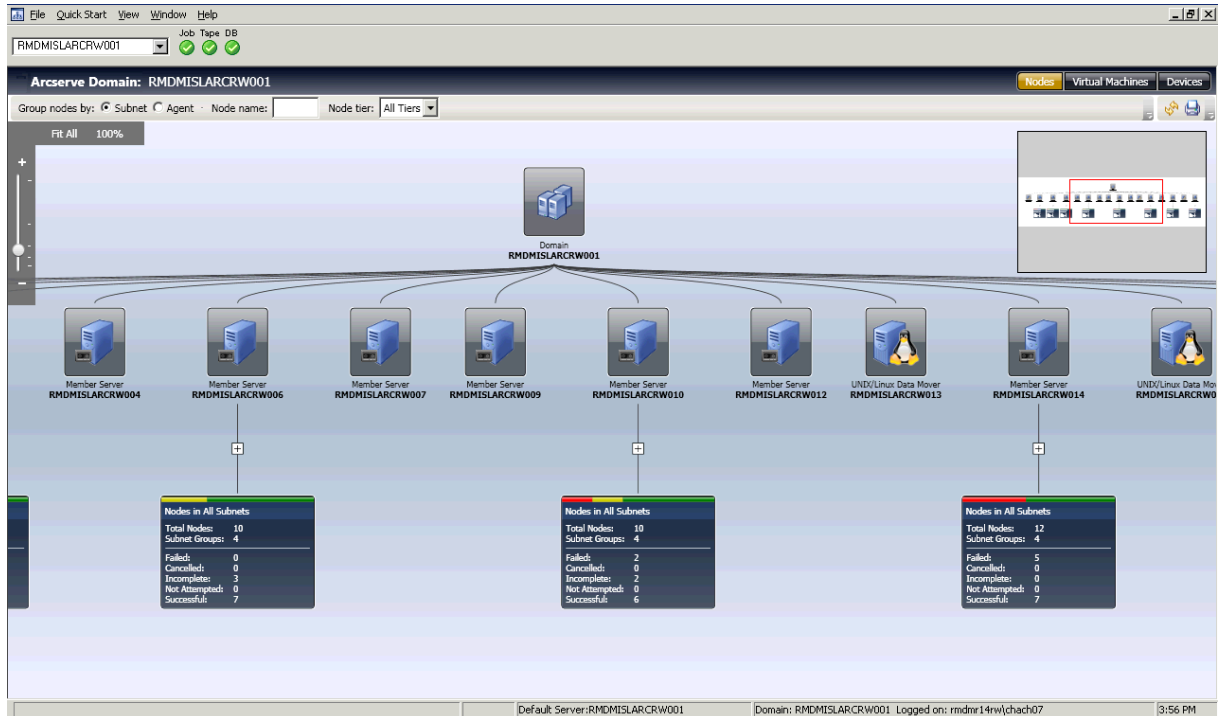 File Quick Start View Window Help
Job Tape DB
RMDMISLARCRW001
Arcserve Domain: RMDMISLARCRW001
Nodes Virtual Machines Devices
Group nodes by: Subnet Agent · Node name: Node tier: All Tiers
Fit All 100%
Domain
RMDMISLARCRW001
Member Server
RMDMISLARCRW004
Member Server
RMDMISLARCRW006
Member Server
RMDMISLARCRW007
Member Server
RMDMISLARCRW009
Member Server
RMDMISLARCRW010
Member Server
RMDMISLARCRW012
UNIX/Linux Data Mover
RMDMISLARCRW013
Member Server
RMDMISLARCRW014
UNIX/Linux Data Mov
RMDMISLARCRW0
Nodes in All Subnets
Total Nodes: 10
Subnet Groups: 4
Failed: 0
Cancelled: 0
Incomplete: 3
Not Attempted: 0
Successful: 7
Nodes in All Subnets
Total Nodes: 10
Subnet Groups: 4
Failed: 2
Cancelled: 0
Incomplete: 2
Not Attempted: 0
Successful: 6
Nodes in All Subnets
Total Nodes: 12
Subnet Groups: 4
Failed: 5
Cancelled: 0
Incomplete: 0
Not Attempted: 0
Successful: 7
Default Server:RMDMISLARCRW001
Domain: RMDMISLARCRW001 Logged on: rmdmr14rw\chach07
3:56 PM